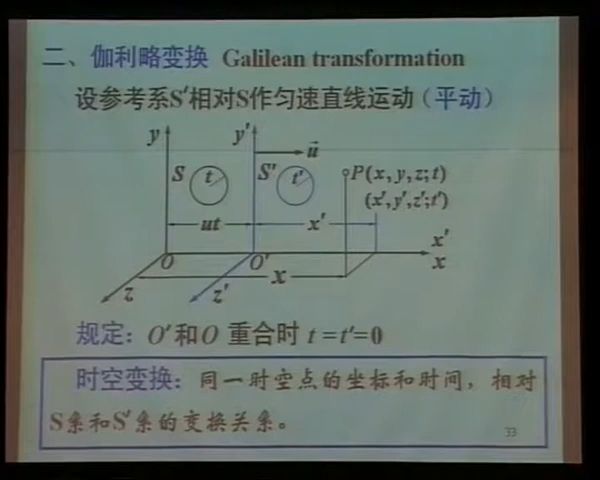 二、伽利略变换 Galilean transformation
设参考系S′相对S作匀速直线运动（平动）
y y′
S t S′ t′ u⃗ P(x, y, z; t)
(x′, y′, z′; t′)
ut x′
x′
O O′ x x
z z′
规定：O′和O 重合时 t = t′=0
时空变换：同一时空点的坐标和时间，相对
S系和S′系的变换关系。
33